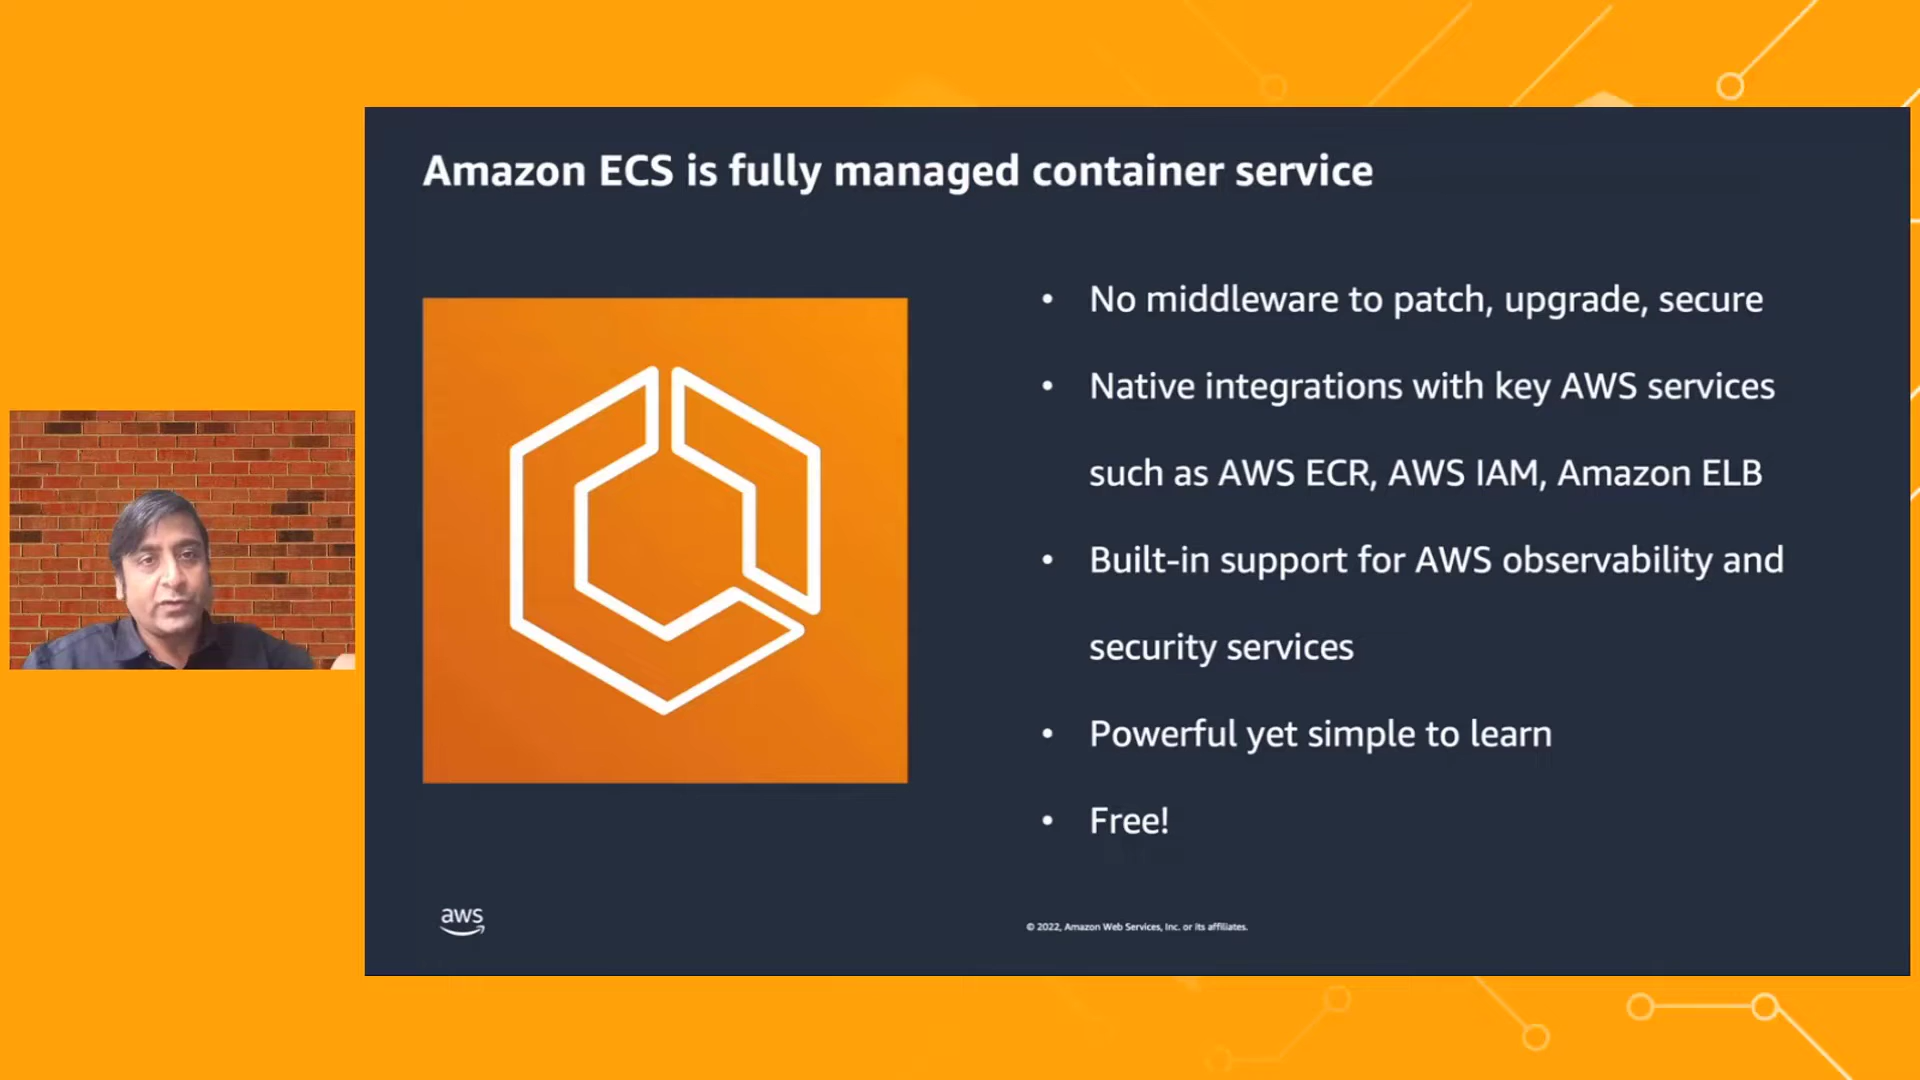 Amazon ECS is fully managed container service
• No middleware to patch, upgrade, secure
• Native integrations with key AWS services
such as AWS ECR, AWS IAM, Amazon ELB
• Built-in support for AWS observability and
security services
• Powerful yet simple to learn
• Free!
aws
© 2022, Amazon Web Services, Inc. or its affiliates.